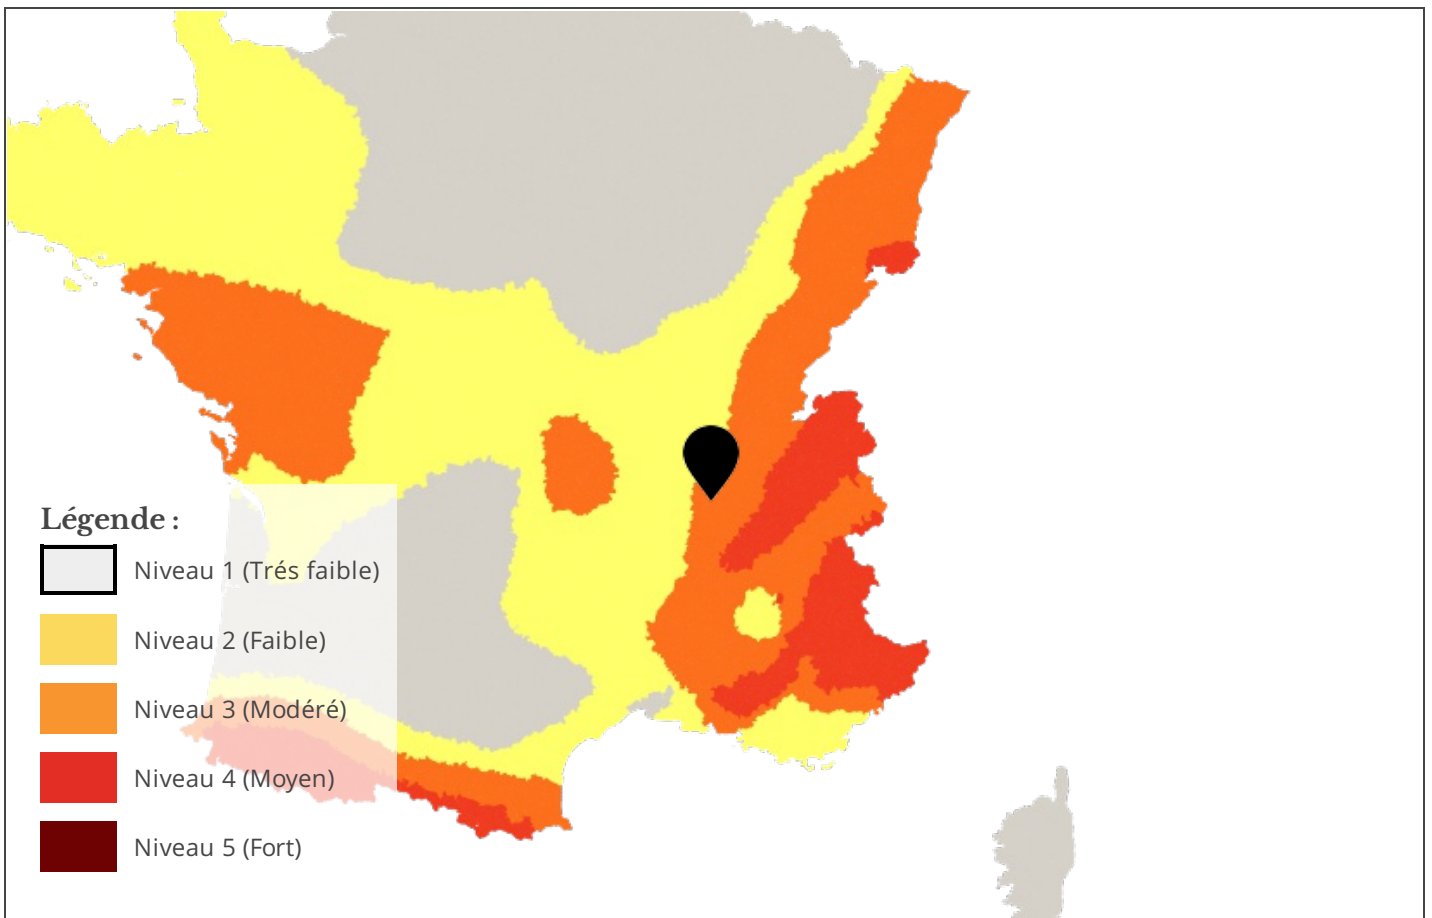 Légende :
Niveau 1 (Trés faible)
Niveau 2 (Faible)
Niveau 3 (Modéré)
Niveau 4 (Moyen)
Niveau 5 (Fort)